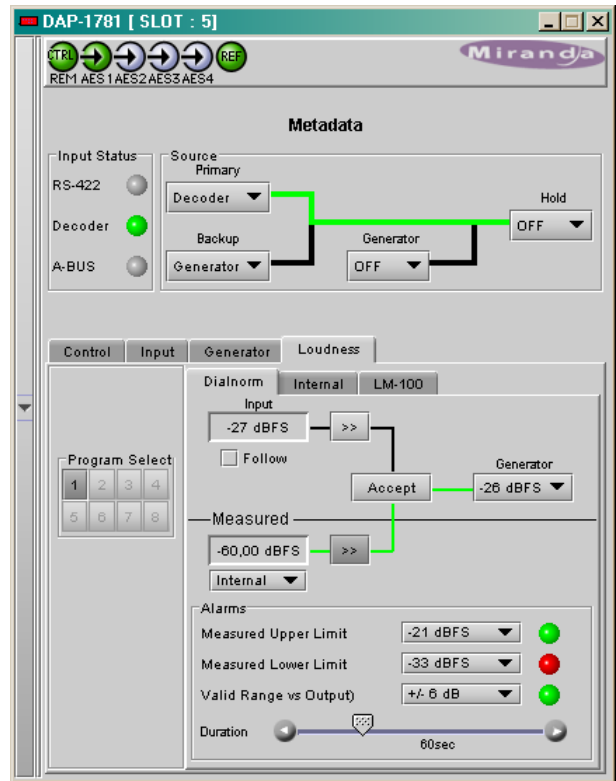 DAP-1781 [ SLOT : 5]
CTRL REF
REM AES1 AES2 AES3 AES4
Miranda
Metadata
Input Status
RS-422
Decoder
A-BUS
Source
Primary
Decoder
Backup
Generator
Generator
OFF
Hold
OFF
Control Input Generator Loudness
Program Select
1 2 3 4
5 6 7 8
Dialnorm Internal LM-100
Input
-27 dBFS >>
Follow
Accept
Generator
-26 dBFS
Measured
-60,00 dBFS >>
Internal
Alarms
Measured Upper Limit -21 dBFS
Measured Lower Limit -33 dBFS
Valid Range vs Output) +/- 6 dB
Duration
60sec